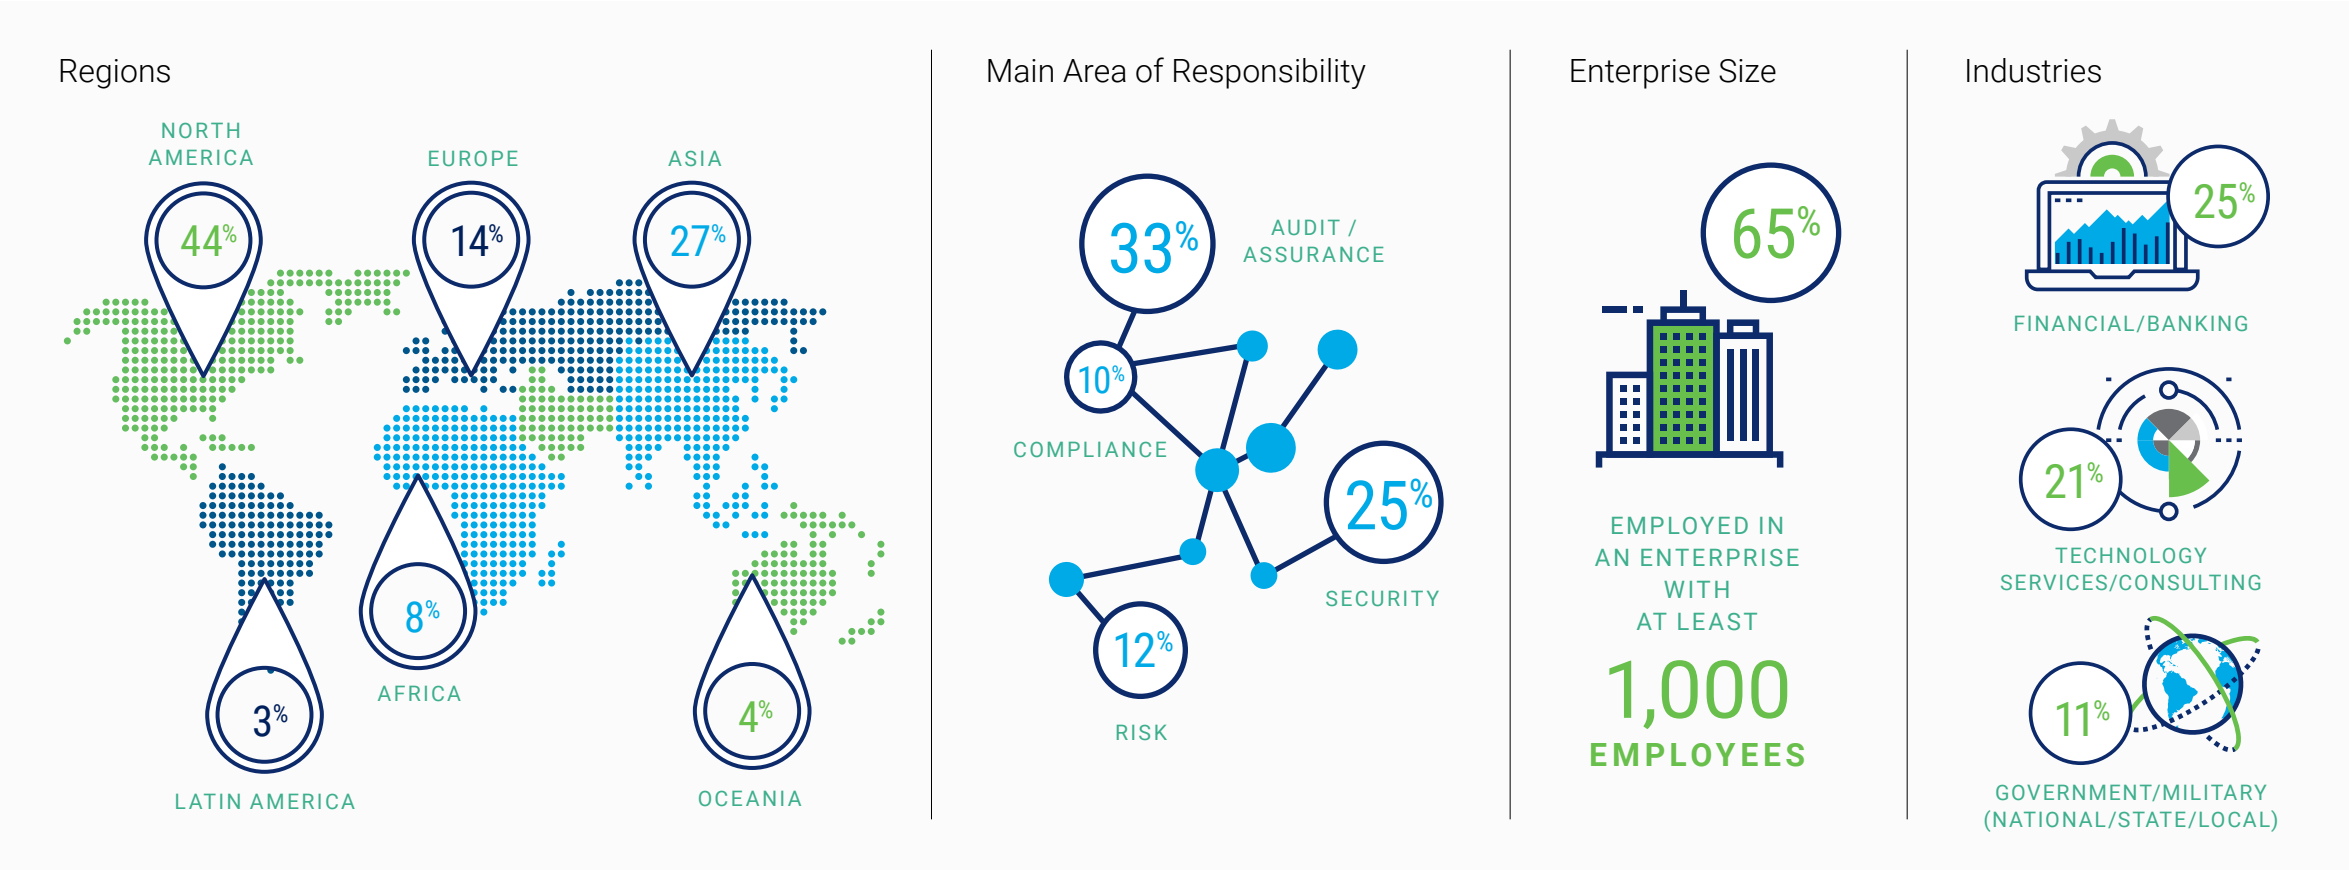 Regions
NORTH
AMERICA
44%
EUROPE
14%
ASIA
27%
3%
LATIN AMERICA
8%
AFRICA
4%
OCEANIA
Main Area of Responsibility
33%
AUDIT /
ASSURANCE
10%
COMPLIANCE
25%
SECURITY
12%
RISK
Enterprise Size
65%
EMPLOYED IN
AN ENTERPRISE
WITH
AT LEAST
1,000
EMPLOYEES
Industries
25%
FINANCIAL/BANKING
21%
TECHNOLOGY
SERVICES/CONSULTING
11%
GOVERNMENT/MILITARY
(NATIONAL/STATE/LOCAL)